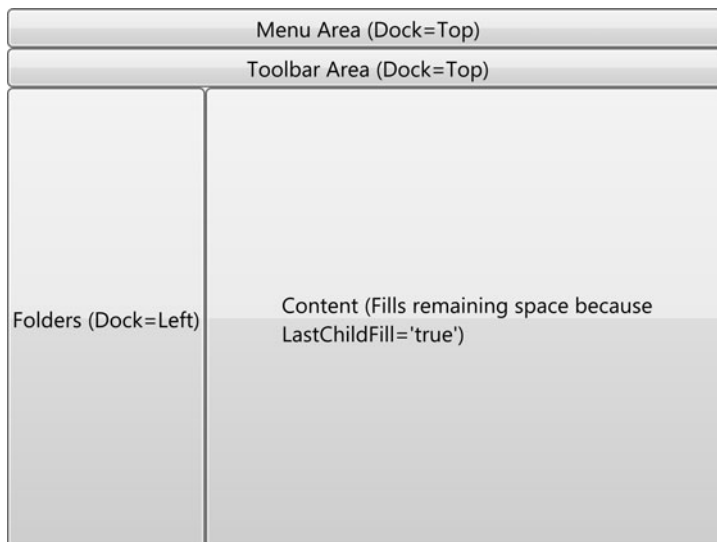 Menu Area (Dock=Top)
Toolbar Area (Dock=Top)
Folders (Dock=Left)
Content (Fills remaining space because
LastChildFill='true')